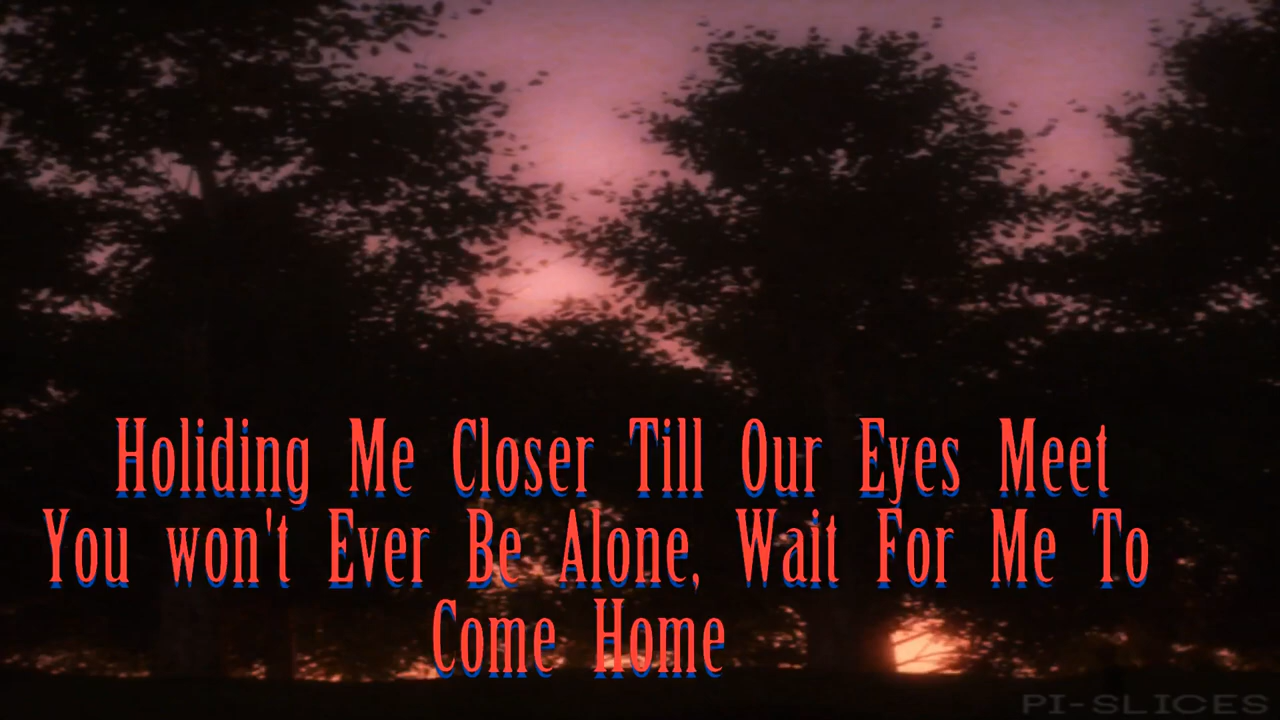 Holiding Me Closer Till Our Eyes Meet
You won't Ever Be Alone, Wait For Me To
Come Home
PI-SLICES